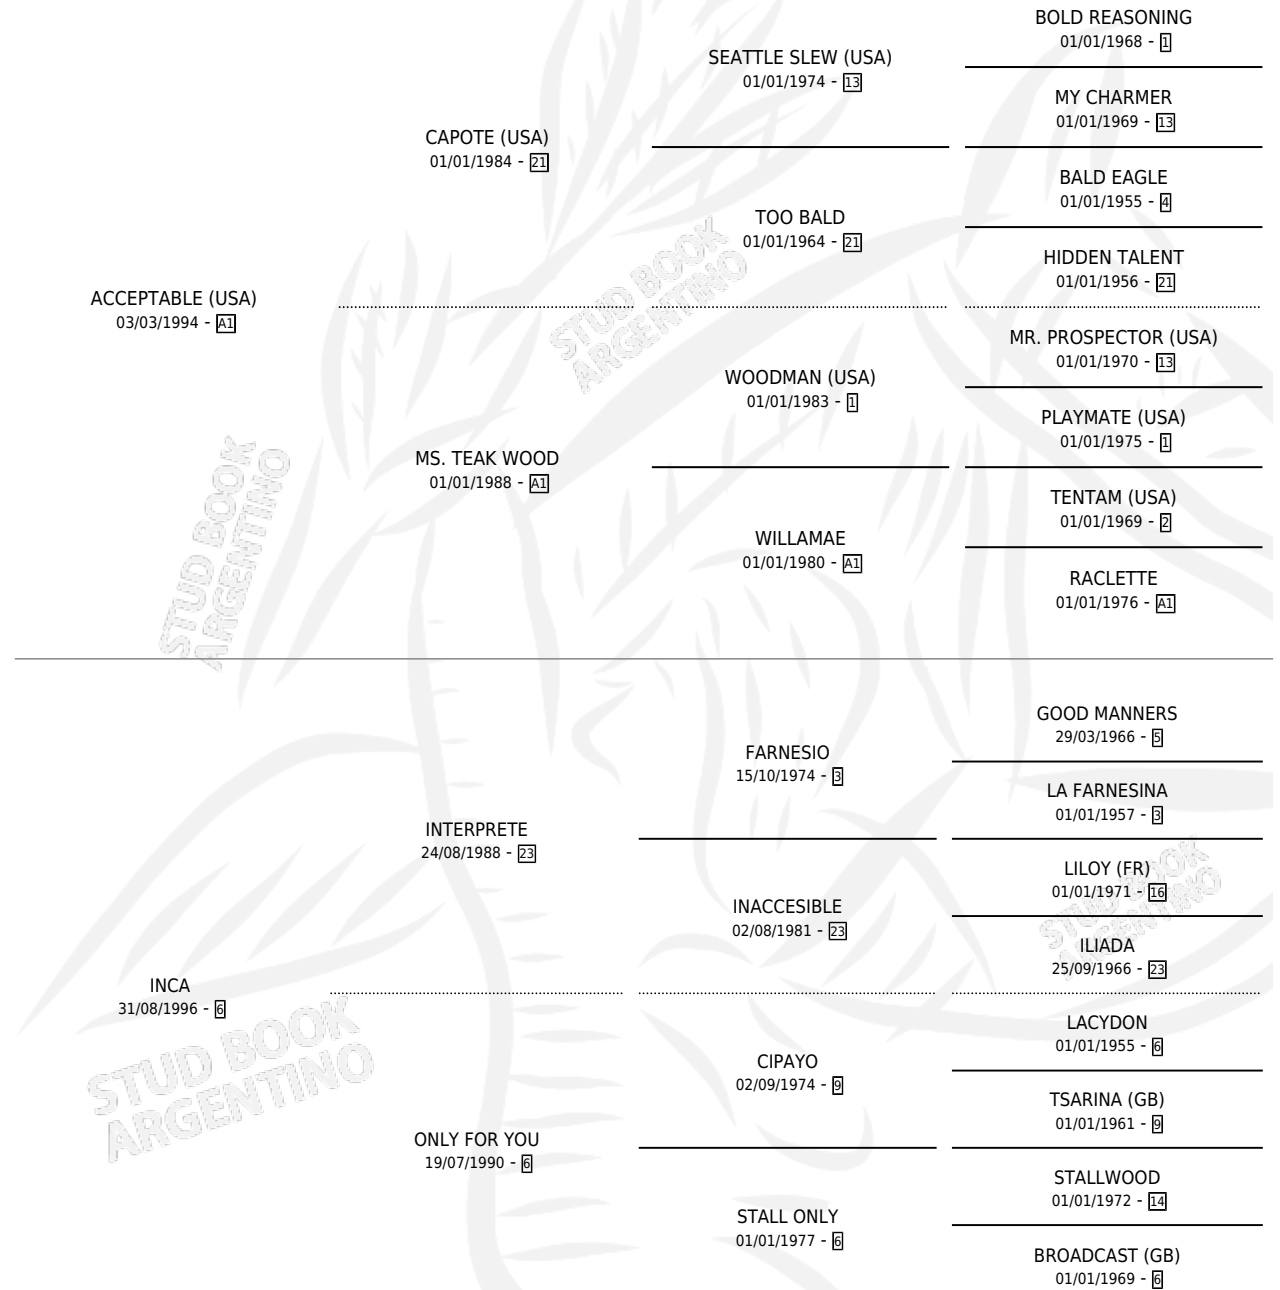 BOLD REASONING
01/01/1968 - 1
SEATTLE SLEW (USA)
01/01/1974 - 13
MY CHARMER
01/01/1969 - 13
CAPOTE (USA)
01/01/1984 - 21
BALD EAGLE
01/01/1955 - 4
TOO BALD
01/01/1964 - 21
HIDDEN TALENT
01/01/1956 - 21
ACCEPTABLE (USA)
03/03/1994 - A1
MR. PROSPECTOR (USA)
01/01/1970 - 13
WOODMAN (USA)
01/01/1983 - 1
PLAYMATE (USA)
01/01/1975 - 1
MS. TEAK WOOD
01/01/1988 - A1
TENTAM (USA)
01/01/1969 - 2
WILLAMAE
01/01/1980 - A1
RACLETTE
01/01/1976 - A1
GOOD MANNERS
29/03/1966 - 5
FARNESIO
15/10/1974 - 3
LA FARNESINA
01/01/1957 - 3
INTERPRETE
24/08/1988 - 23
LILOY (FR)
01/01/1971 - 16
INACCESIBLE
02/08/1981 - 23
ILIADA
25/09/1966 - 23
INCA
31/08/1996 - 6
LACYDON
01/01/1955 - 6
CIPAYO
02/09/1974 - 9
TSARINA (GB)
01/01/1961 - 9
ONLY FOR YOU
19/07/1990 - 6
STALLWOOD
01/01/1972 - 14
STALL ONLY
01/01/1977 - 6
BROADCAST (GB)
01/01/1969 - 6
STUD BOOK
ARGENTINO
STUD BOOK
ARGENTINO
STUD BOOK
ARGENTINO
STUD BOOK
ARGENTINO